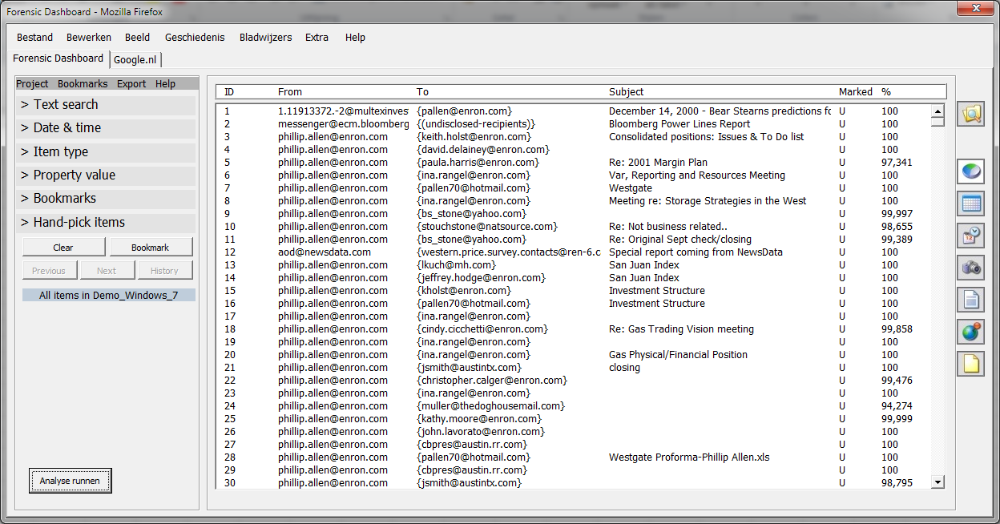 Forensic Dashboard - Mozilla Firefox
Bestand Bewerken Beeld Geschiedenis Bladwijzers Extra Help
Forensic Dashboard Google.nl
Project Bookmarks Export Help
> Text search
> Date & time
> Item type
> Property value
> Bookmarks
> Hand-pick items
Clear Bookmark
Previous Next History
All items in Demo_Windows_7
Analyse runnen
ID From To Subject Marked %
1 1.11913372.-2@multexinves {pallen@enron.com} December 14, 2000 - Bear Stearns predictions fo U 100
2 messenger@ecm.bloomberg {(undisclosed-recipients)} Bloomberg Power Lines Report U 100
3 phillip.allen@enron.com {keith.holst@enron.com} Consolidated positions: Issues & To Do list U 100
4 phillip.allen@enron.com {david.delainey@enron.com} U 100
5 phillip.allen@enron.com {paula.harris@enron.com} Re: 2001 Margin Plan U 97,341
6 phillip.allen@enron.com {ina.rangel@enron.com} Var, Reporting and Resources Meeting U 100
7 phillip.allen@enron.com {pallen70@hotmail.com} Westgate U 100
8 phillip.allen@enron.com {ina.rangel@enron.com} Meeting re: Storage Strategies in the West U 100
9 phillip.allen@enron.com {bs_stone@yahoo.com} U 99,997
10 phillip.allen@enron.com {stouchstone@natsource.com} Re: Not business related.. U 98,655
11 phillip.allen@enron.com {bs_stone@yahoo.com} Re: Original Sept check/closing U 99,389
12 aod@newsdata.com {western.price.survey.contacts@ren-6.c Special report coming from NewsData U 100
13 phillip.allen@enron.com {lkuch@mh.com} San Juan Index U 100
14 phillip.allen@enron.com {jeffrey.hodge@enron.com} San Juan Index U 100
15 phillip.allen@enron.com {kholst@enron.com} Investment Structure U 100
16 phillip.allen@enron.com {pallen70@hotmail.com} Investment Structure U 100
17 phillip.allen@enron.com {ina.rangel@enron.com} U 100
18 phillip.allen@enron.com {cindy.cicchetti@enron.com} Re: Gas Trading Vision meeting U 99,858
19 phillip.allen@enron.com {ina.rangel@enron.com} U 100
20 phillip.allen@enron.com {ina.rangel@enron.com} Gas Physical/Financial Position U 100
21 phillip.allen@enron.com {jsmith@austintx.com} closing U 100
22 phillip.allen@enron.com {christopher.calger@enron.com} U 99,476
23 phillip.allen@enron.com {ina.rangel@enron.com} U 100
24 phillip.allen@enron.com {muller@thedoghousemail.com} U 94,274
25 phillip.allen@enron.com {kathy.moore@enron.com} U 99,999
26 phillip.allen@enron.com {john.lavorato@enron.com} U 100
27 phillip.allen@enron.com {cbpres@austin.rr.com} U 100
28 phillip.allen@enron.com {pallen70@hotmail.com} Westgate Proforma-Phillip Allen.xls U 100
29 phillip.allen@enron.com {cbpres@austin.rr.com} U 100
30 phillip.allen@enron.com {jsmith@austintx.com} U 98,795